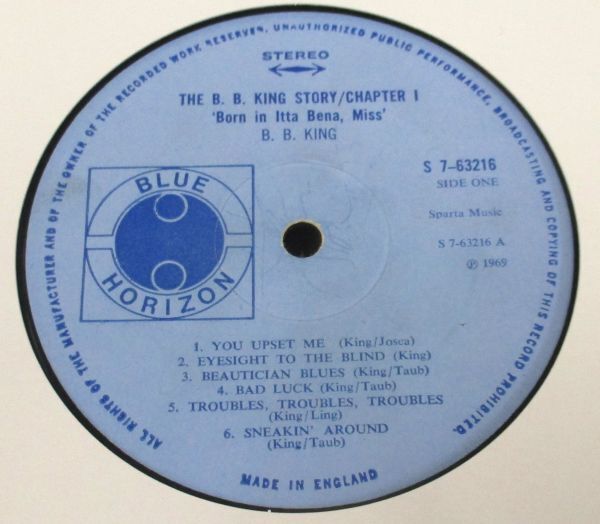 ALL RIGHTS OF THE MANUFACTURER AND OF THE OWNER OF THE RECORDED WORK RESERVED. UNAUTHORIZED PUBLIC PERFORMANCE, BROADCASTING AND COPYING OF THIS RECORD PROHIBITED.
STEREO
THE B. B. KING STORY/CHAPTER I
'Born in Itta Bena, Miss'
B. B. KING
BLUE
HORIZON
S 7-63216
SIDE ONE
Sparta Music
S 7-63216 A
℗ 1969
1. YOU UPSET ME (King/Josea)
2. EYESIGHT TO THE BLIND (King)
3. BEAUTICIAN BLUES (King/Taub)
4. BAD LUCK (King/Taub)
5. TROUBLES, TROUBLES, TROUBLES
(King/Ling)
6. SNEAKIN' AROUND
(King/Taub)
MADE IN ENGLAND